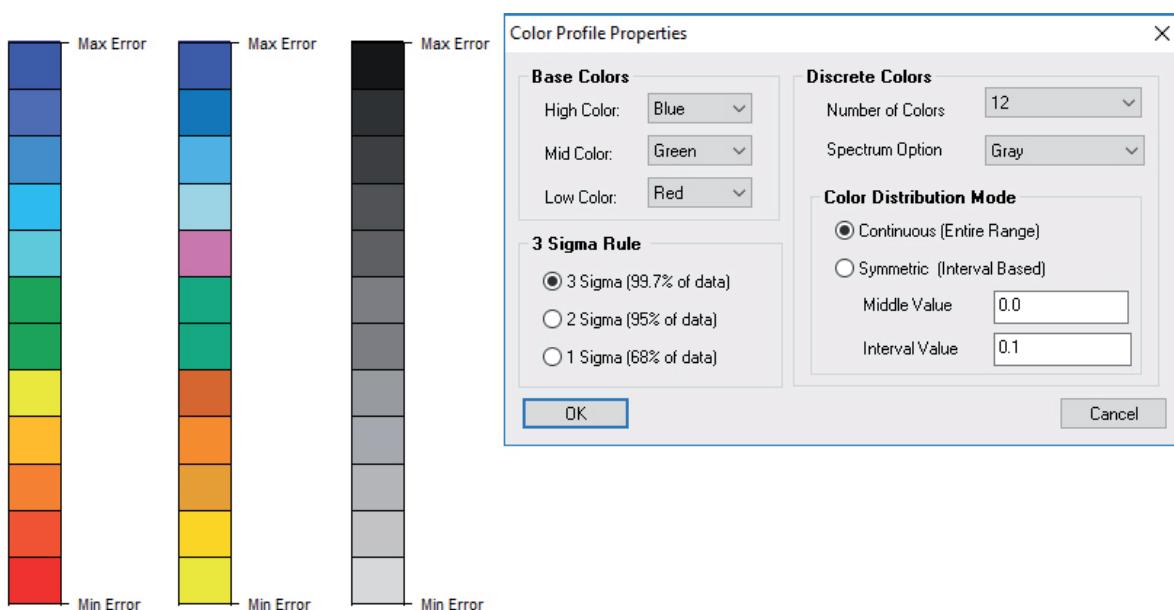 Max Error
Max Error
Max Error
Min Error
Min Error
Min Error
Color Profile Properties
Base Colors
High Color: Blue
Mid Color: Green
Low Color: Red
3 Sigma Rule
3 Sigma (99.7% of data)
2 Sigma (95% of data)
1 Sigma (68% of data)
Discrete Colors
Number of Colors 12
Spectrum Option Gray
Color Distribution Mode
Continuous (Entire Range)
Symmetric (Interval Based)
Middle Value 0.0
Interval Value 0.1
OK
Cancel